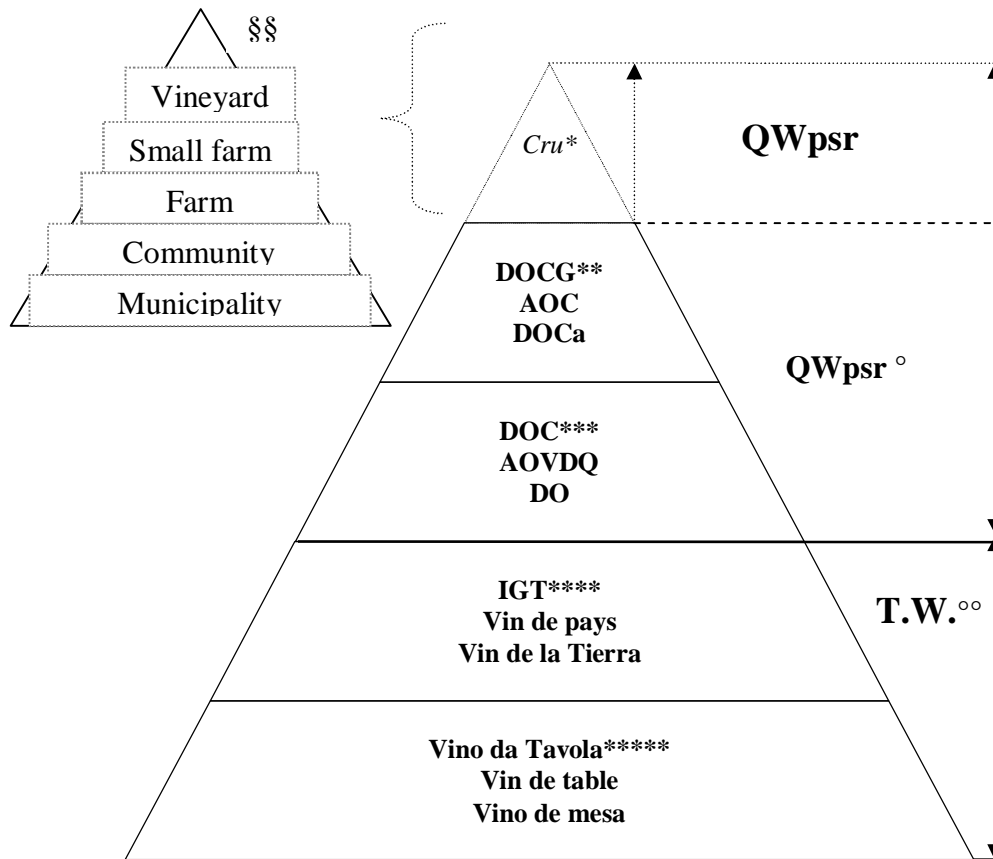 §§
Vineyard
Small farm
Farm
Community
Municipality
Cru*
QWpsr
DOCG**
AOC
DOCa
QWpsr °
DOC***
AOVDQ
DO
IGT****
Vin de pays
Vin de la Tierra
T.W.°°
Vino da Tavola*****
Vin de table
Vino de mesa